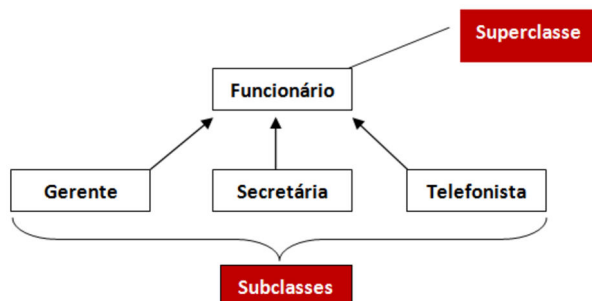 Superclasse
Funcionário
Gerente
Secretária
Telefonista
Subclasses